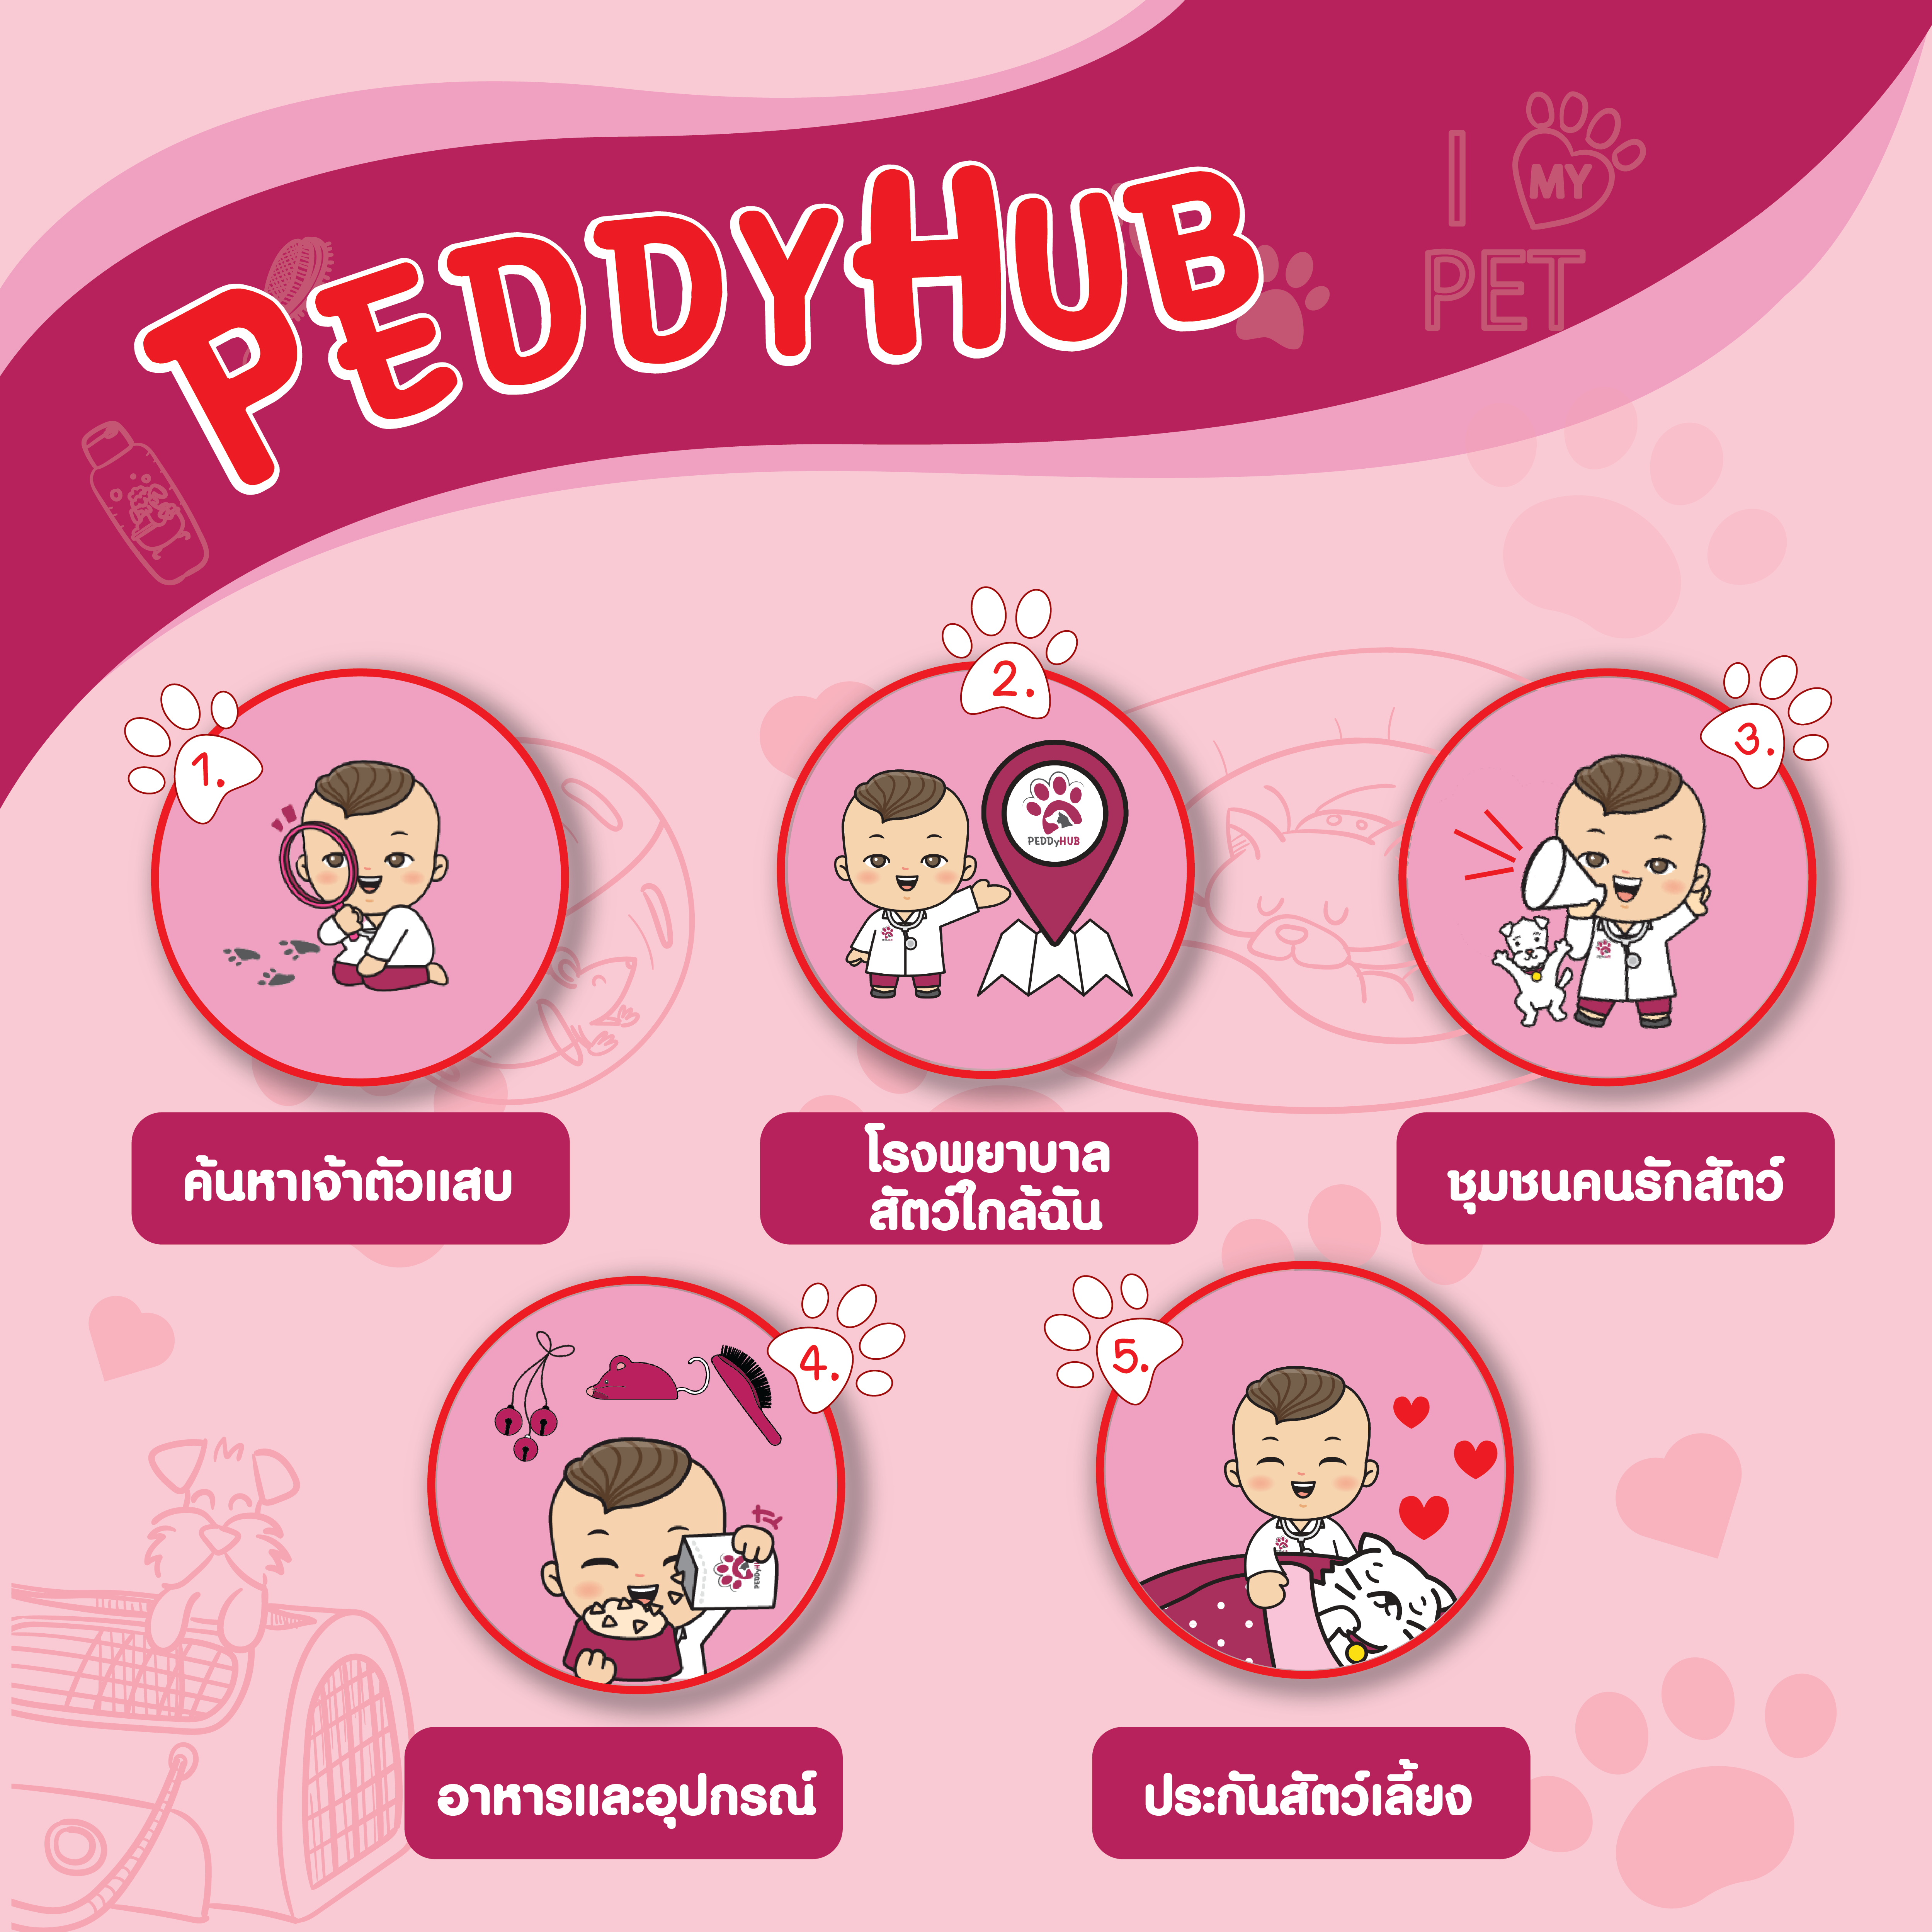 PEDDYHUB
I MY
PET
1.
2.
3.
PEDDyHUB
ค้นหาเจ้าตัวแสบ
โรงพยาบาล
สัตว์ใกล้ฉัน
ชุมชนคนรักสัตว์
4.
5.
PEDDyHUB
อาหารและอุปกรณ์
ประกันสัตว์เลี้ยง